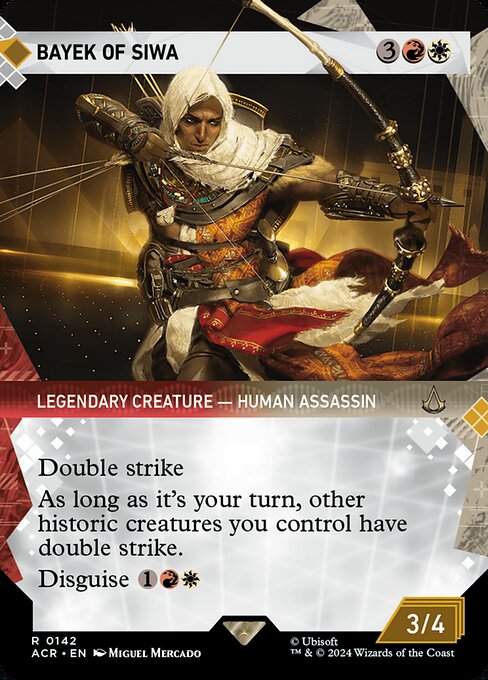 BAYEK OF SIWA 3
LEGENDARY CREATURE — HUMAN ASSASSIN
Double strike
As long as it's your turn, other
historic creatures you control have
double strike.
Disguise 1
3/4
R 0142
ACR • EN MIGUEL MERCADO
© Ubisoft
™ & © 2024 Wizards of the Coast